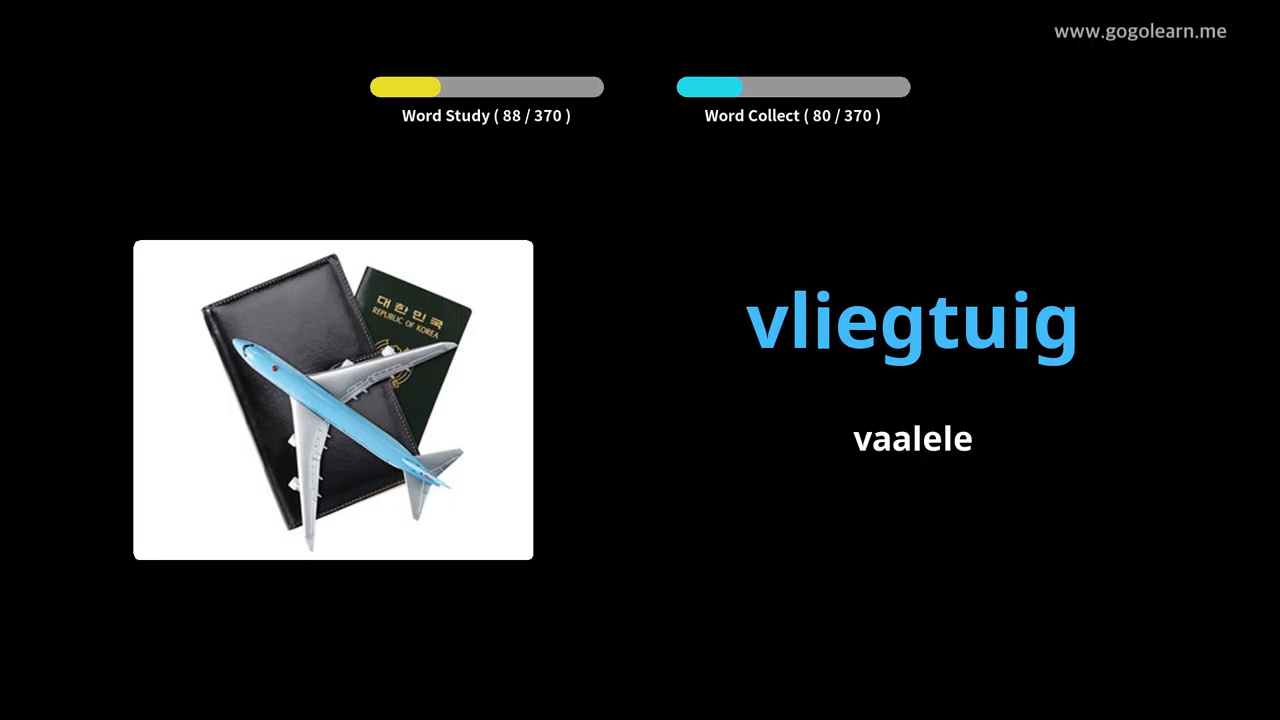 www.gogolearn.me
Word Study ( 88 / 370 )
Word Collect ( 80 / 370 )
대한민국
REPUBLIC OF KOREA
vliegtuig
vaalele